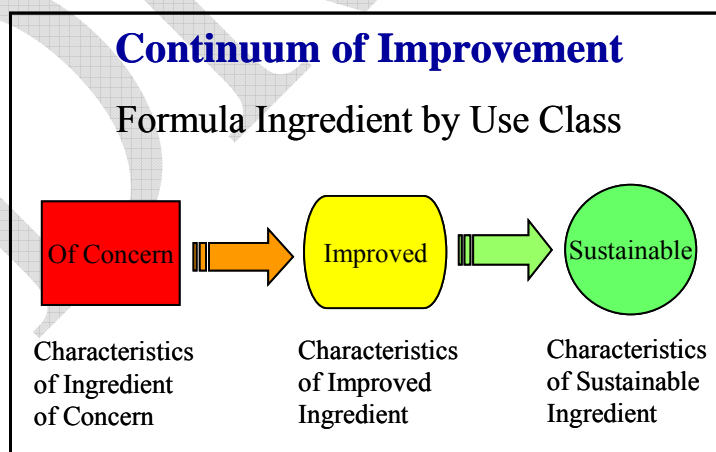 Continuum of Improvement
Formula Ingredient by Use Class
Of Concern
Improved
Sustainable
Characteristics
of Ingredient
of Concern
Characteristics
of Improved
Ingredient
Characteristics
of Sustainable
Ingredient